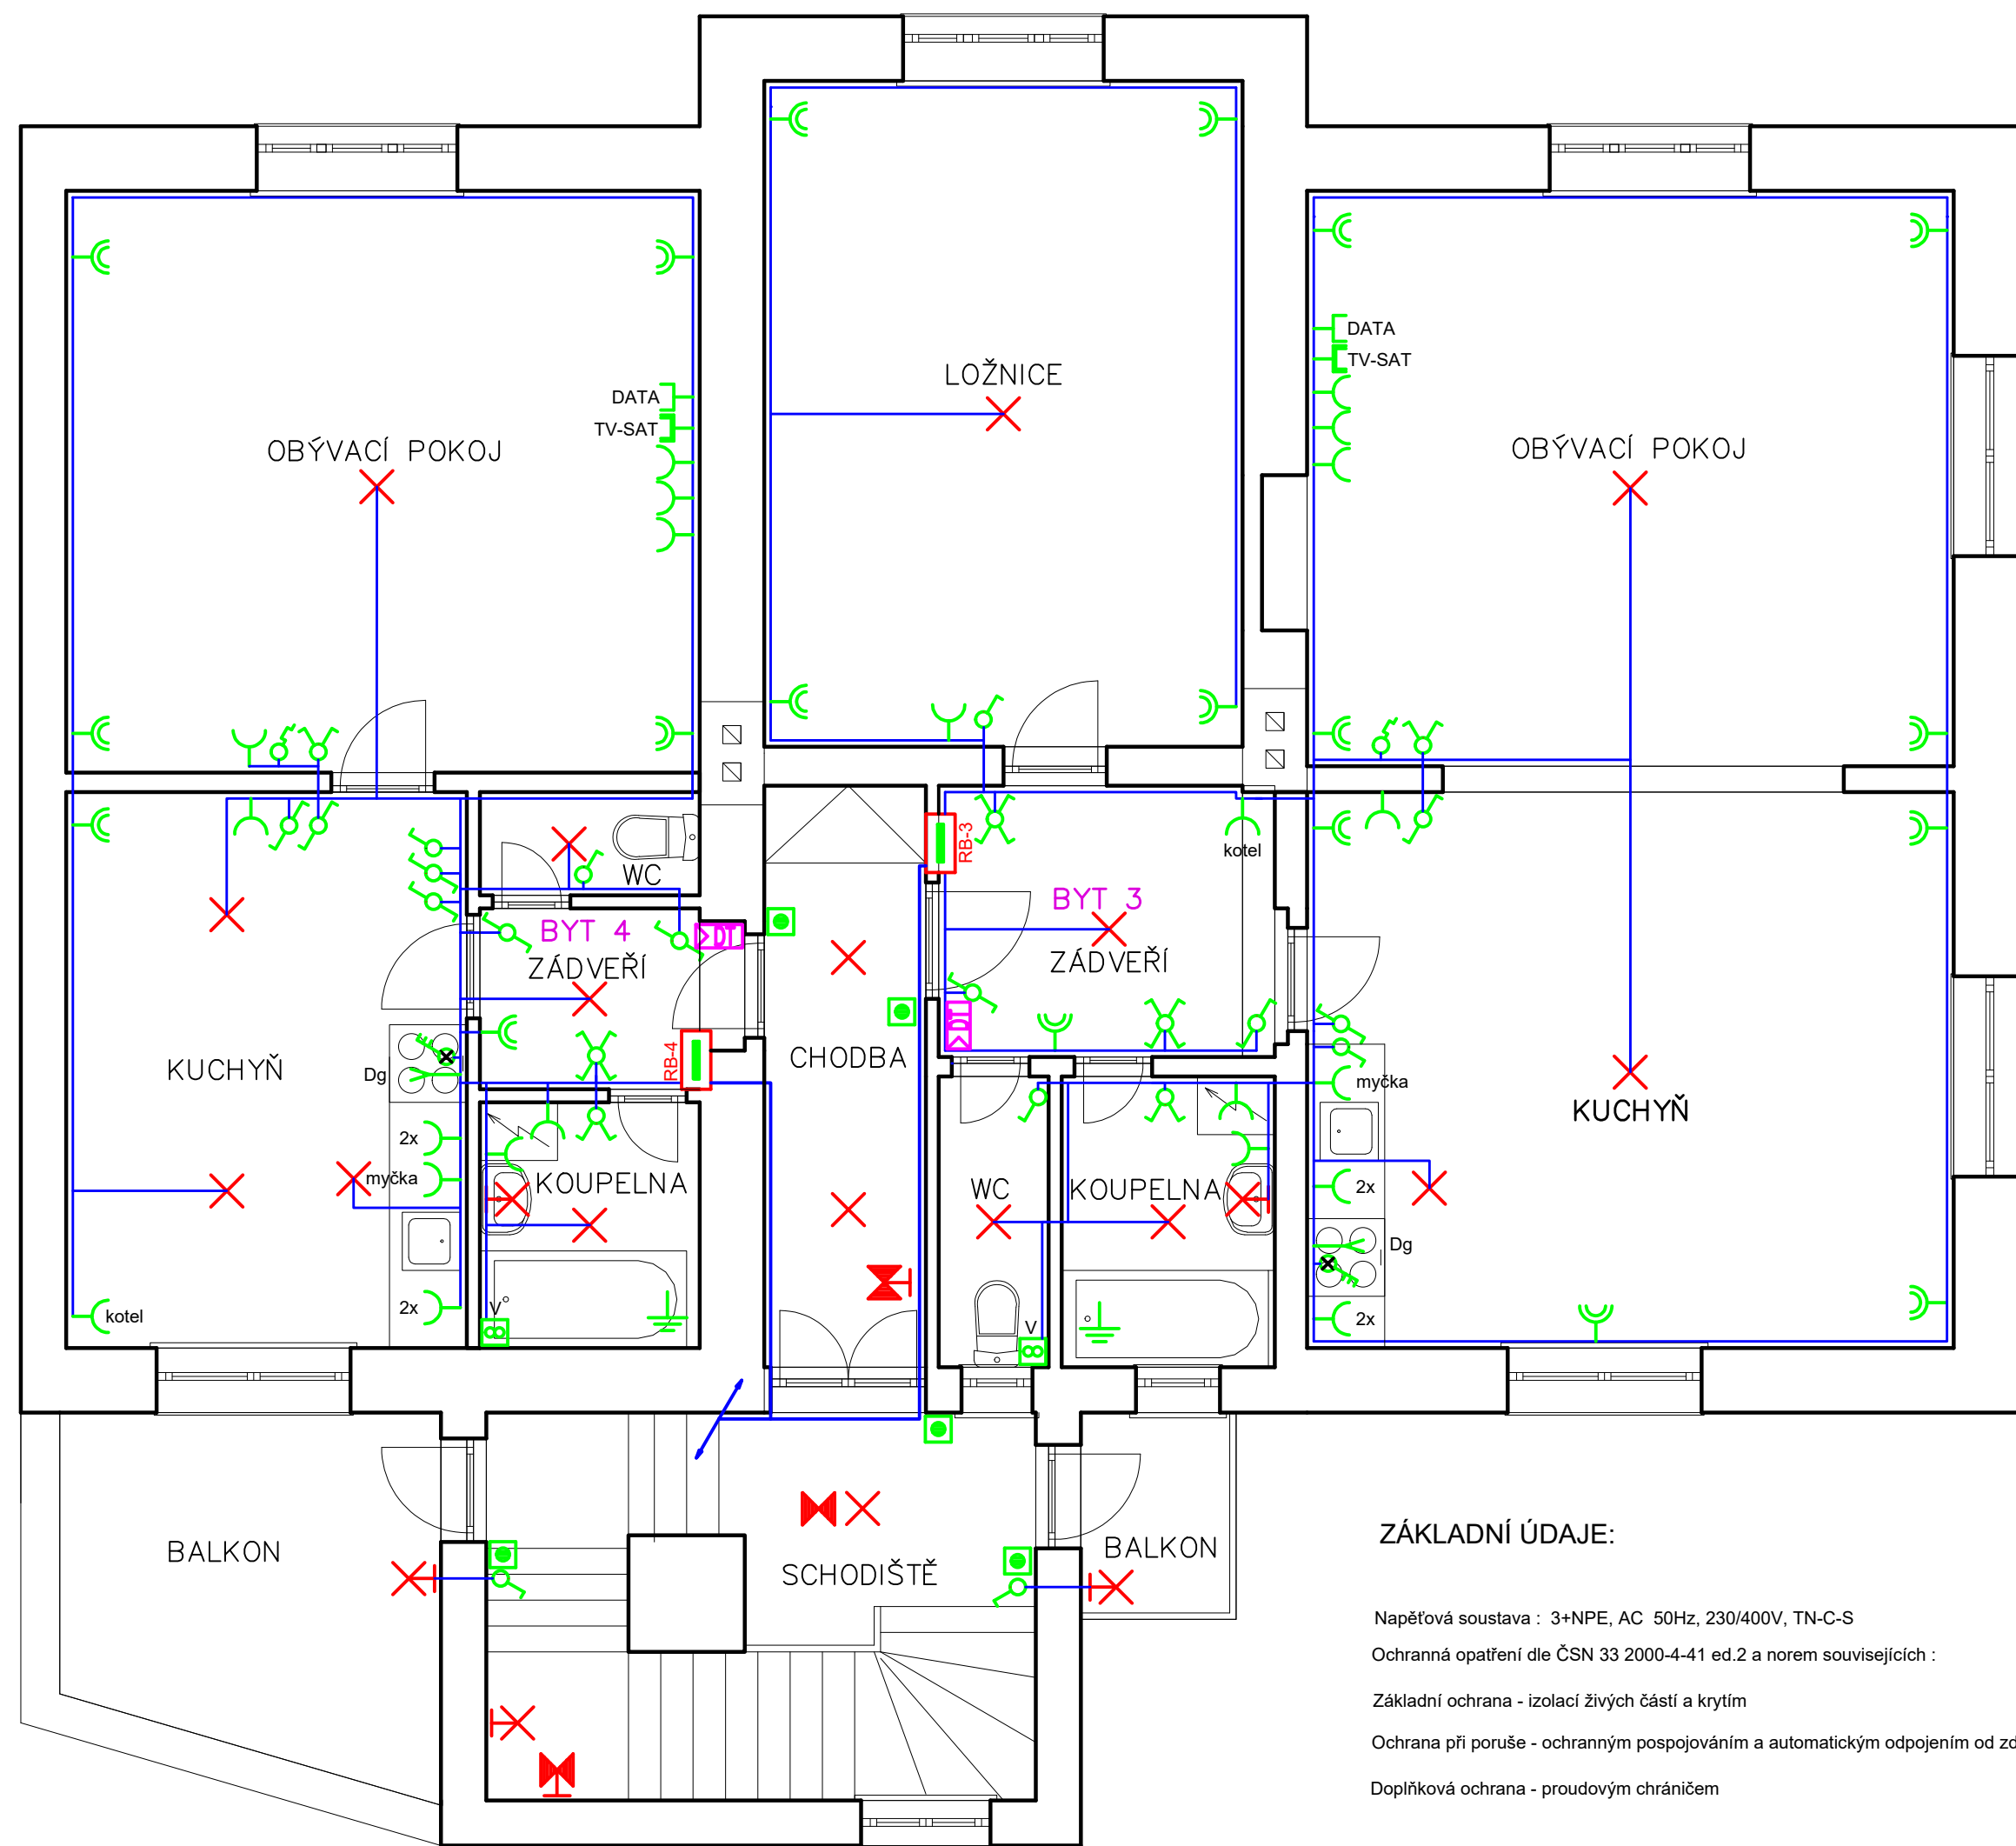 LOŽNICE
DATA
TV-SAT
DATA
TV-SAT
OBÝVACÍ POKOJ
OBÝVACÍ POKOJ
RB-3
kotel
WC
BYT 4
DT
BYT 3
ZÁDVEŘÍ
ZÁDVEŘÍ
DT
RB-4
KUCHYŇ
Dg
CHODBA
myčka
KUCHYŇ
2x
myčka
KOUPELNA
WC
KOUPELNA
2x
Dg
kotel
2x
V
V
2x
BALKON
SCHODIŠTĚ
BALKON
ZÁKLADNÍ ÚDAJE:
Napěťová soustava : 3+NPE, AC 50Hz, 230/400V, TN-C-S
Ochranná opatření dle ČSN 33 2000-4-41 ed.2 a norem souvisejících :
Základní ochrana - izolací živých částí a krytím
Ochrana při poruše - ochranným pospojováním a automatickým odpojením od zd
Doplňková ochrana - proudovým chráničem